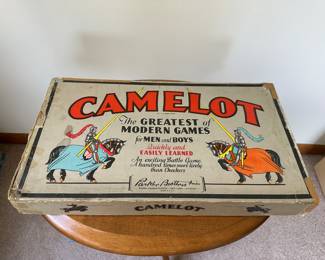 CAMELOT
The GREATEST of
MODERN GAMES
for MEN and BOYS
Quickly and
EASILY LEARNED
An exciting Battle Game
A hundred times more lively
than Checkers
Parker Brothers Inc
CAMELOT